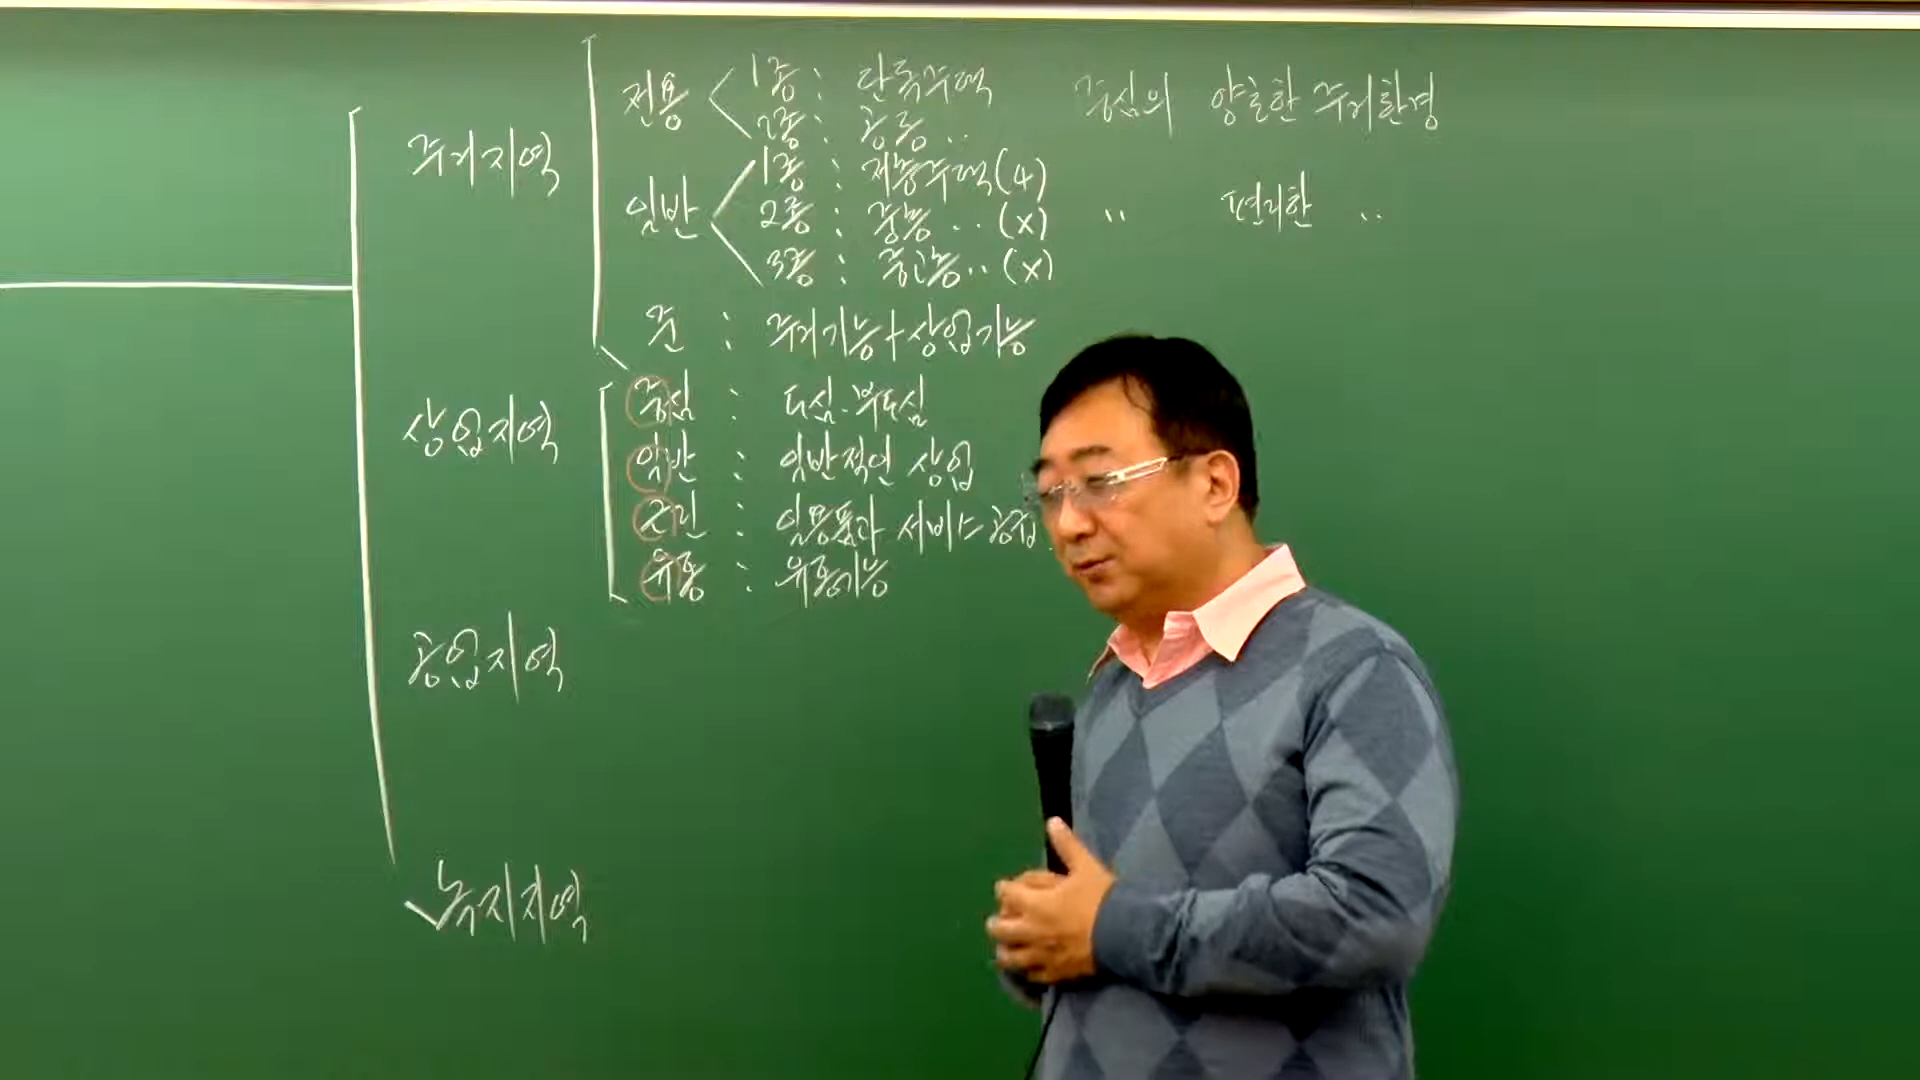 주거지역
전용 1종 : 단독주택 중심의 양호한 주거환경
2종 : 공동 ‥
일반 1종 : 저층주택(4)
2종 : 중층 ‥ (x) ‥ 편리한 ‥
3종 : 중고층 ‥ (x)
준 : 주거기능+상업기능
상업지역
중심 : 도심·부도심
일반 : 일반적인 상업
근린 : 일용품과 서비스 공급
유통 : 유통기능
공업지역
녹지지역